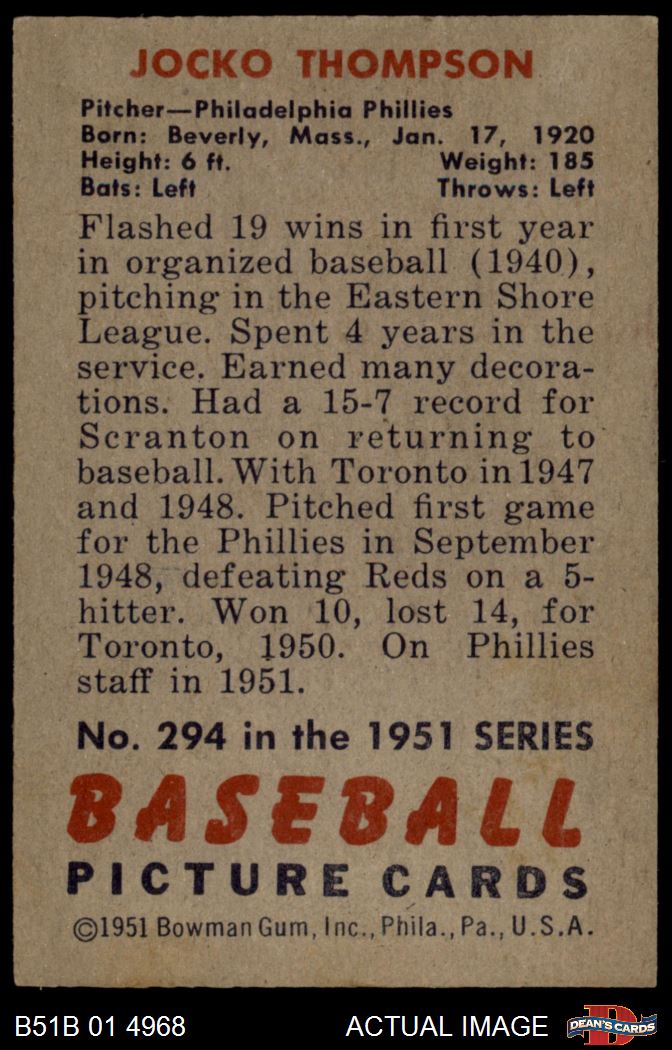 JOCKO THOMPSON
Pitcher—Philadelphia Phillies
Born: Beverly, Mass., Jan. 17, 1920
Height: 6 ft. Weight: 185
Bats: Left Throws: Left
Flashed 19 wins in first year
in organized baseball (1940),
pitching in the Eastern Shore
League. Spent 4 years in the
service. Earned many decora-
tions. Had a 15-7 record for
Scranton on returning to
baseball. With Toronto in 1947
and 1948. Pitched first game
for the Phillies in September
1948, defeating Reds on a 5-
hitter. Won 10, lost 14, for
Toronto, 1950. On Phillies
staff in 1951.
No. 294 in the 1951 SERIES
BASEBALL
PICTURE CARDS
©1951 Bowman Gum, Inc., Phila., Pa., U.S.A.
B51B 01 4968 ACTUAL IMAGE D DEAN'S CARDS